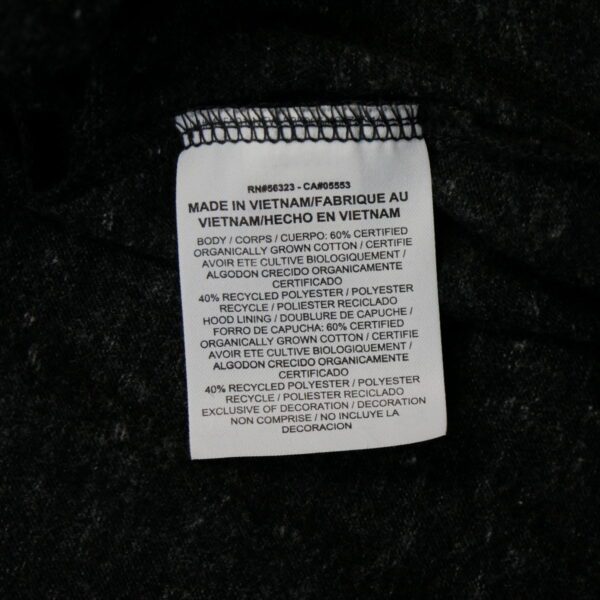 RN#56323 - CA#05553
MADE IN VIETNAM/FABRIQUE AU
VIETNAM/HECHO EN VIETNAM
BODY / CORPS / CUERPO: 60% CERTIFIED
ORGANICALLY GROWN COTTON / CERTIFIE
AVOIR ETE CULTIVE BIOLOGIQUEMENT /
ALGODON CRECIDO ORGANICAMENTE
CERTIFICADO
40% RECYCLED POLYESTER / POLYESTER
RECYCLE / POLIESTER RECICLADO
HOOD LINING / DOUBLURE DE CAPUCHE /
FORRO DE CAPUCHA: 60% CERTIFIED
ORGANICALLY GROWN COTTON / CERTIFIE
AVOIR ETE CULTIVE BIOLOGIQUEMENT /
ALGODON CRECIDO ORGANICAMENTE
CERTIFICADO
40% RECYCLED POLYESTER / POLYESTER
RECYCLE / POLIESTER RECICLADO
EXCLUSIVE OF DECORATION / DECORATION
NON COMPRISE / NO INCLUYE LA
DECORACION